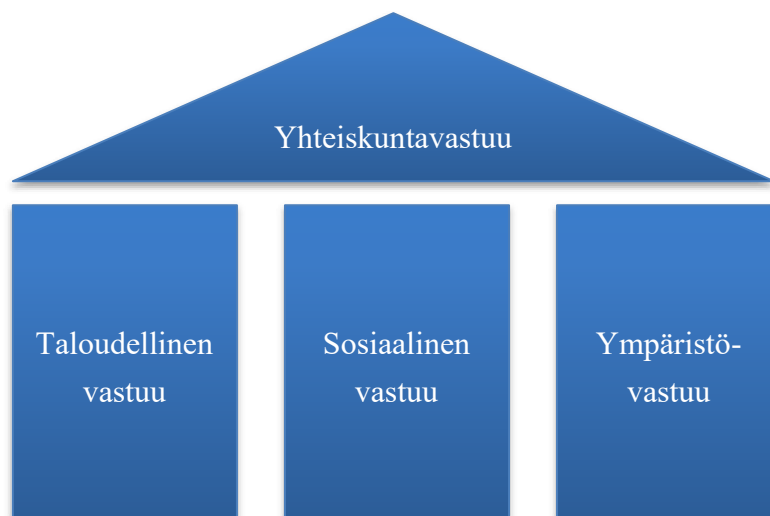 Yhteiskuntavastuu
Taloudellinen
vastuu
Sosiaalinen
vastuu
Ympäristö-
vastuu